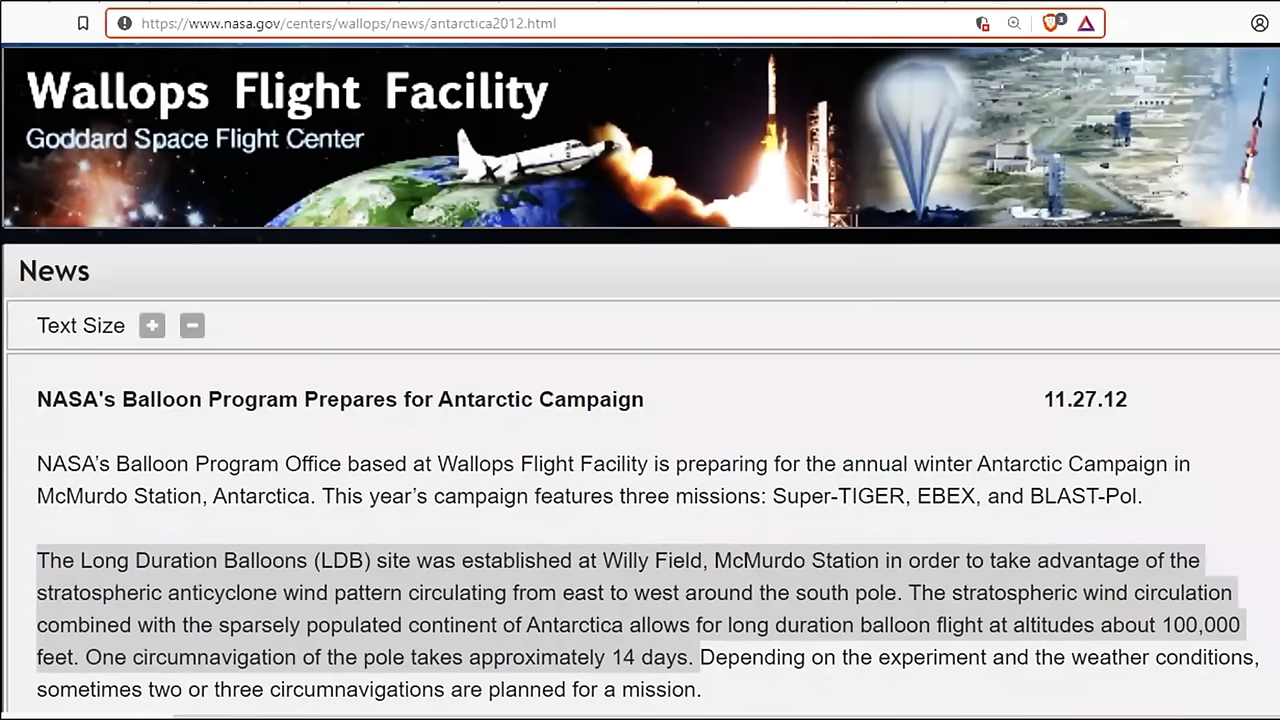 https://www.nasa.gov/centers/wallops/news/antarctica2012.html
3
Wallops Flight Facility
Goddard Space Flight Center
News
Text Size + -
NASA's Balloon Program Prepares for Antarctic Campaign 11.27.12
NASA’s Balloon Program Office based at Wallops Flight Facility is preparing for the annual winter Antarctic Campaign in
McMurdo Station, Antarctica. This year’s campaign features three missions: Super-TIGER, EBEX, and BLAST-Pol.
The Long Duration Balloons (LDB) site was established at Willy Field, McMurdo Station in order to take advantage of the
stratospheric anticyclone wind pattern circulating from east to west around the south pole. The stratospheric wind circulation
combined with the sparsely populated continent of Antarctica allows for long duration balloon flight at altitudes about 100,000
feet. One circumnavigation of the pole takes approximately 14 days. Depending on the experiment and the weather conditions,
sometimes two or three circumnavigations are planned for a mission.